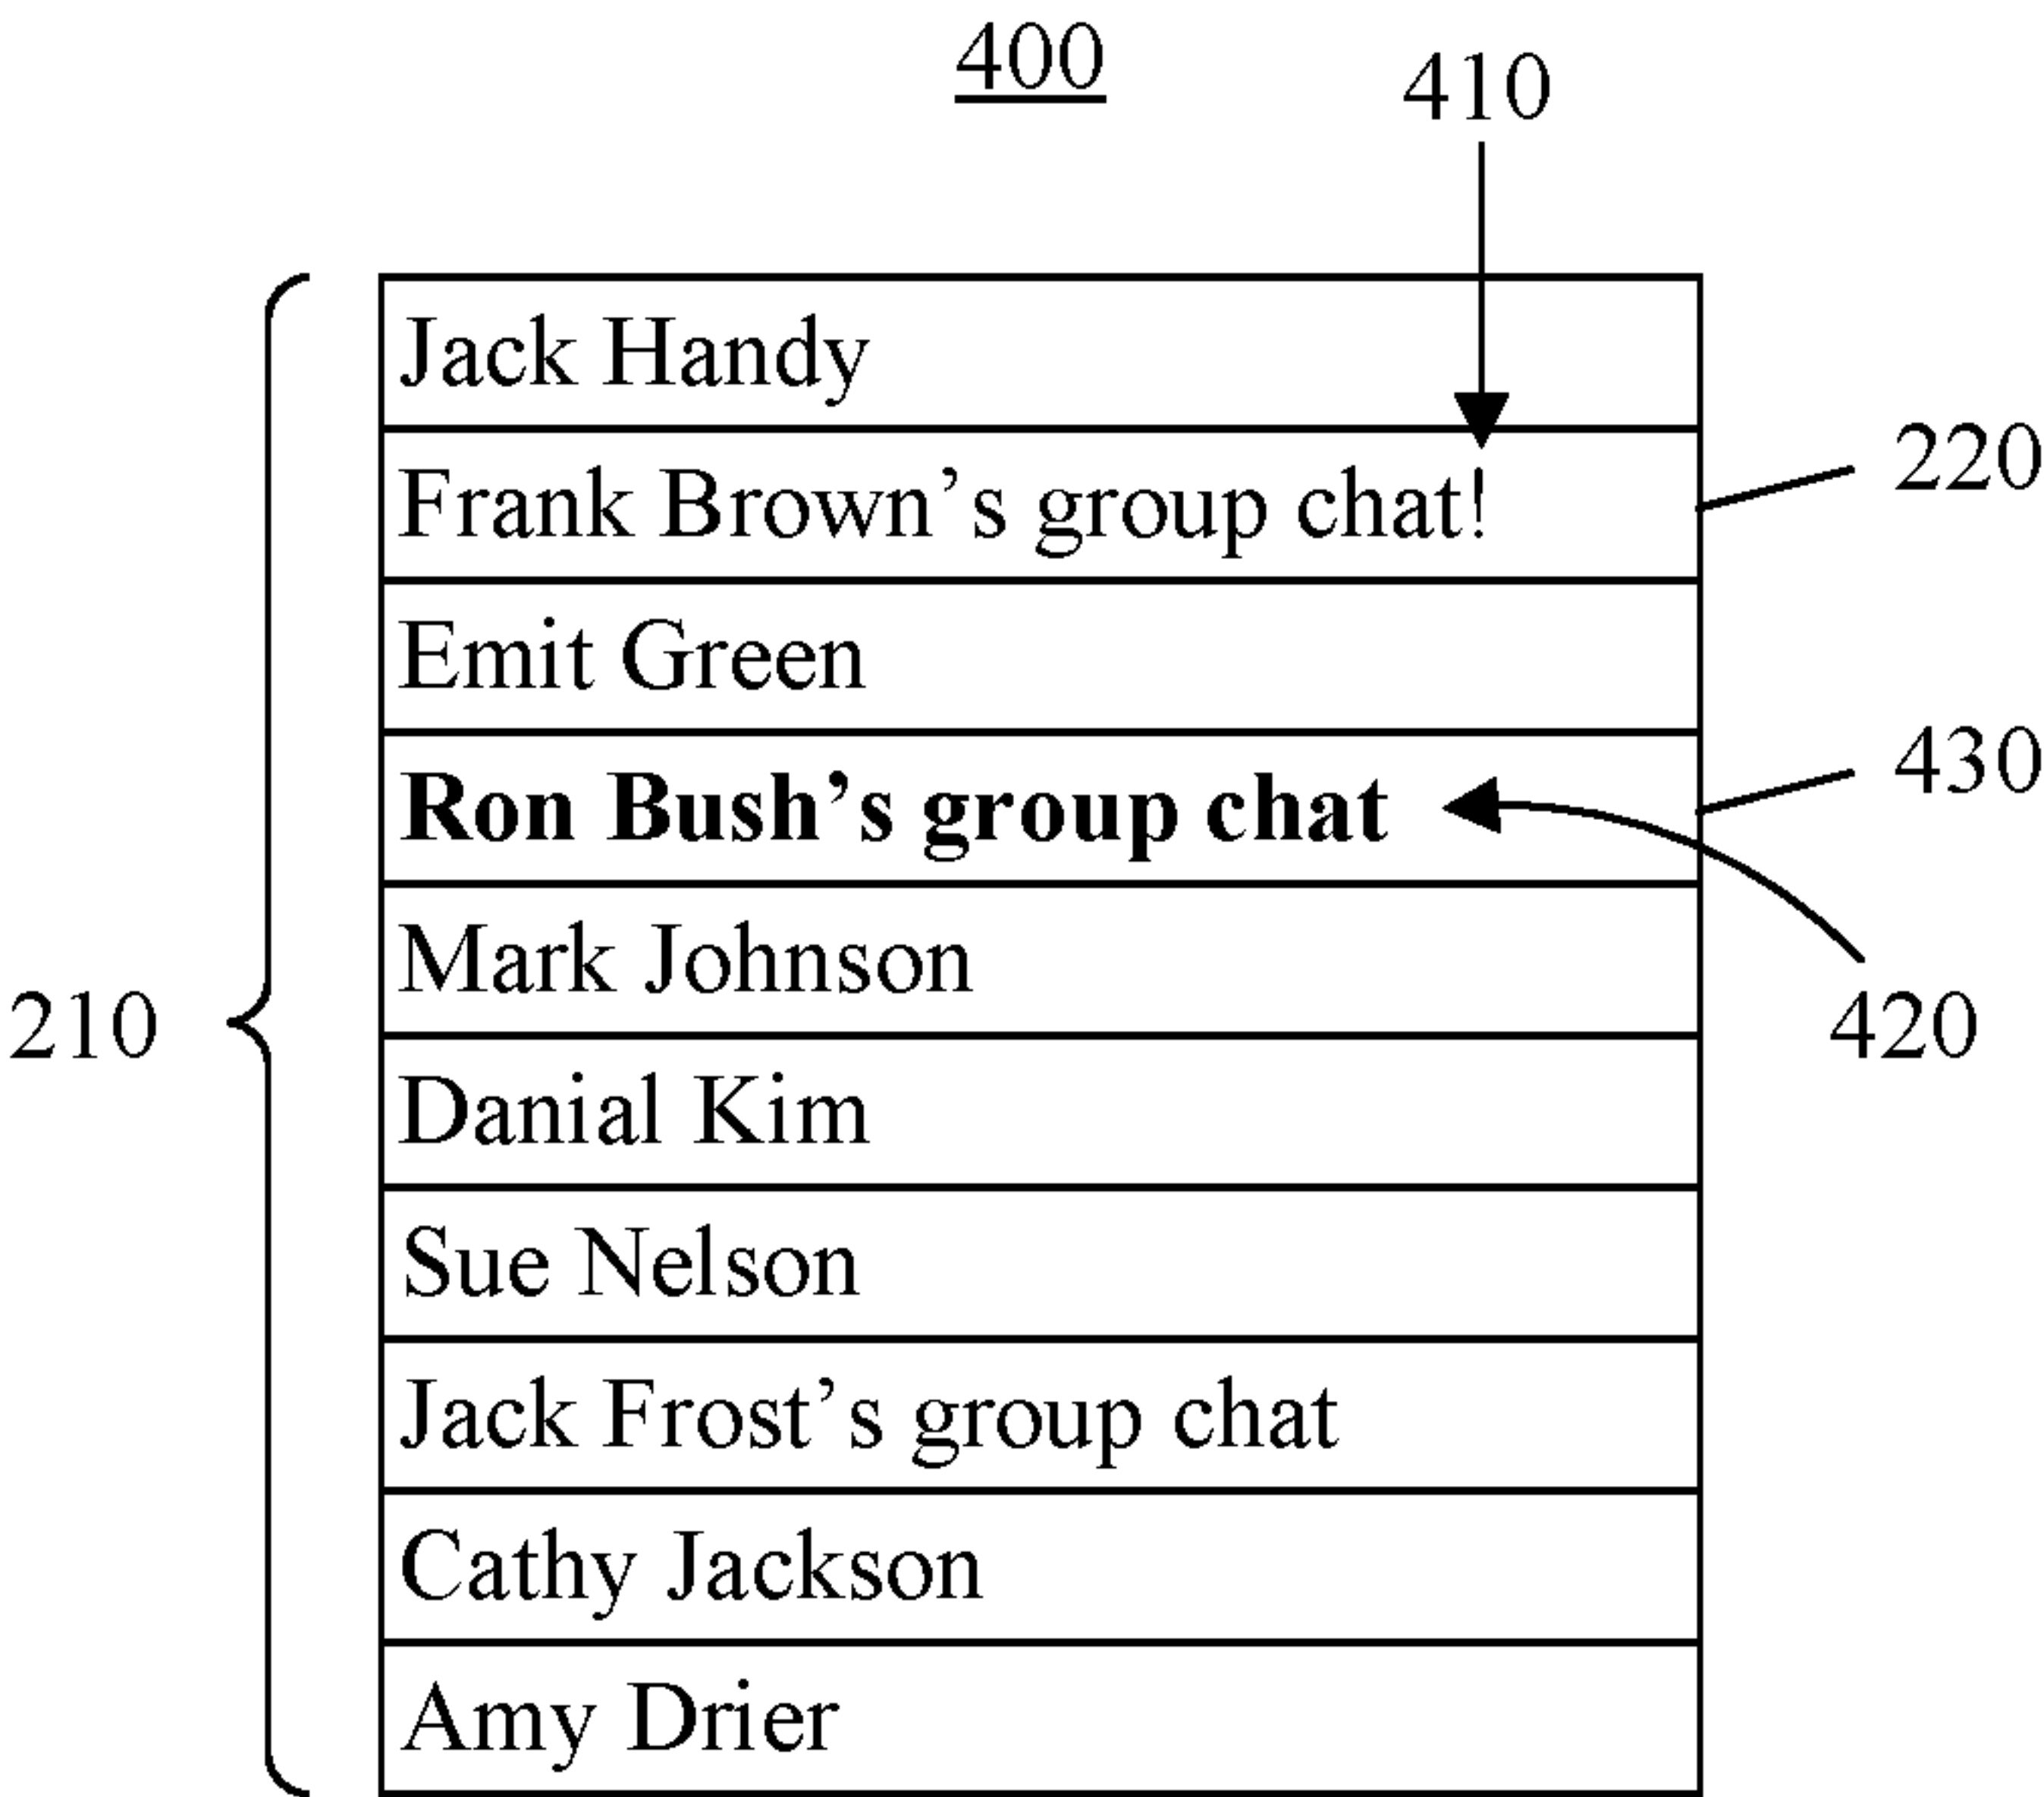 400
410
Jack Handy
Frank Brown’s group chat!
220
Emit Green
Ron Bush’s group chat
430
Mark Johnson
210
420
Danial Kim
Sue Nelson
Jack Frost’s group chat
Cathy Jackson
Amy Drier